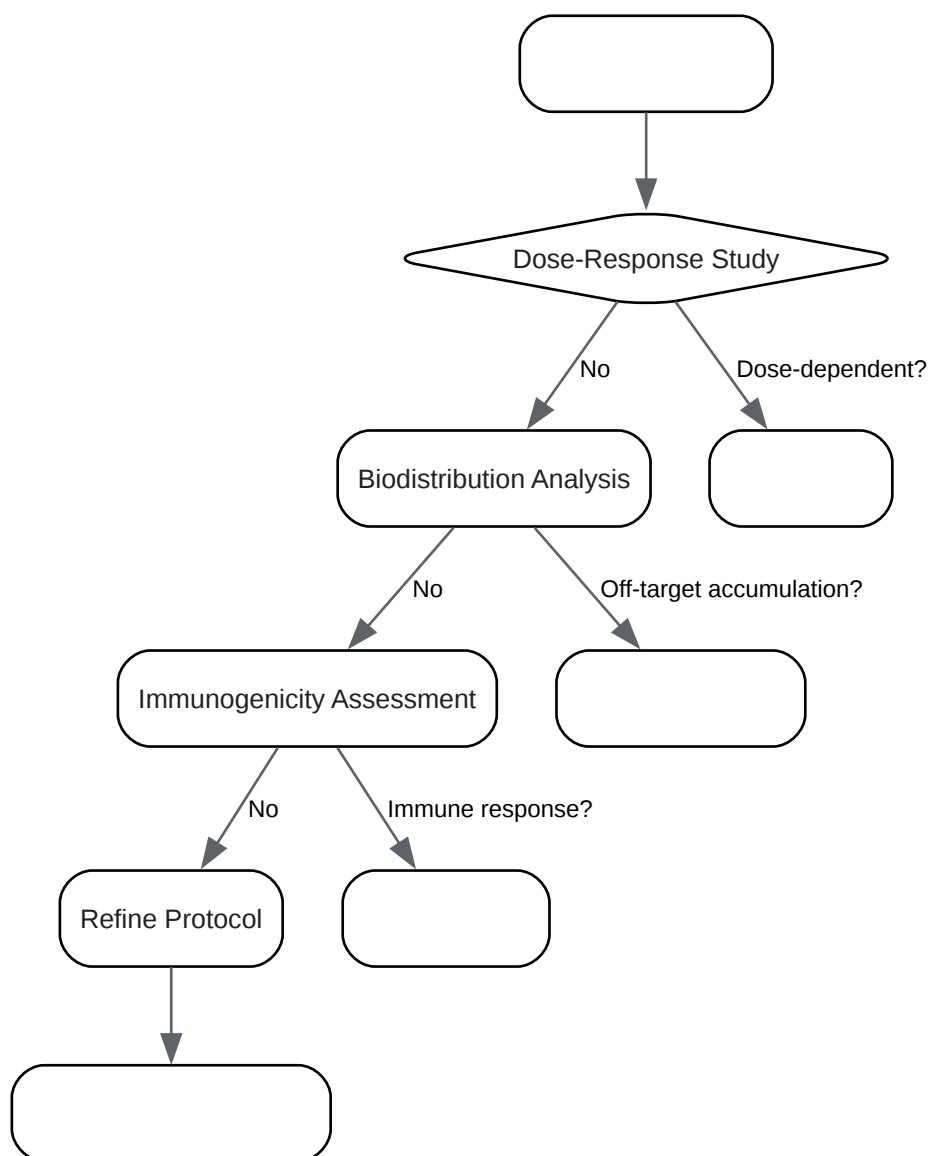 Dose-Response Study
No
Dose-dependent?
Biodistribution Analysis
No
Off-target accumulation?
Immunogenicity Assessment
No
Immune response?
Refine Protocol